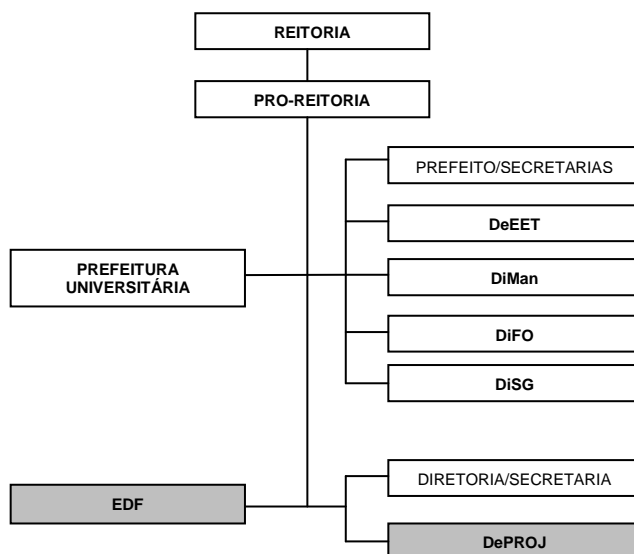 REITORIA
PRO-REITORIA
PREFEITO/SECRETARIAS
DeEET
PREFEITURA
UNIVERSITÁRIA
DiMan
DiFO
DiSG
DIRETORIA/SECRETARIA
EDF
DePROJ